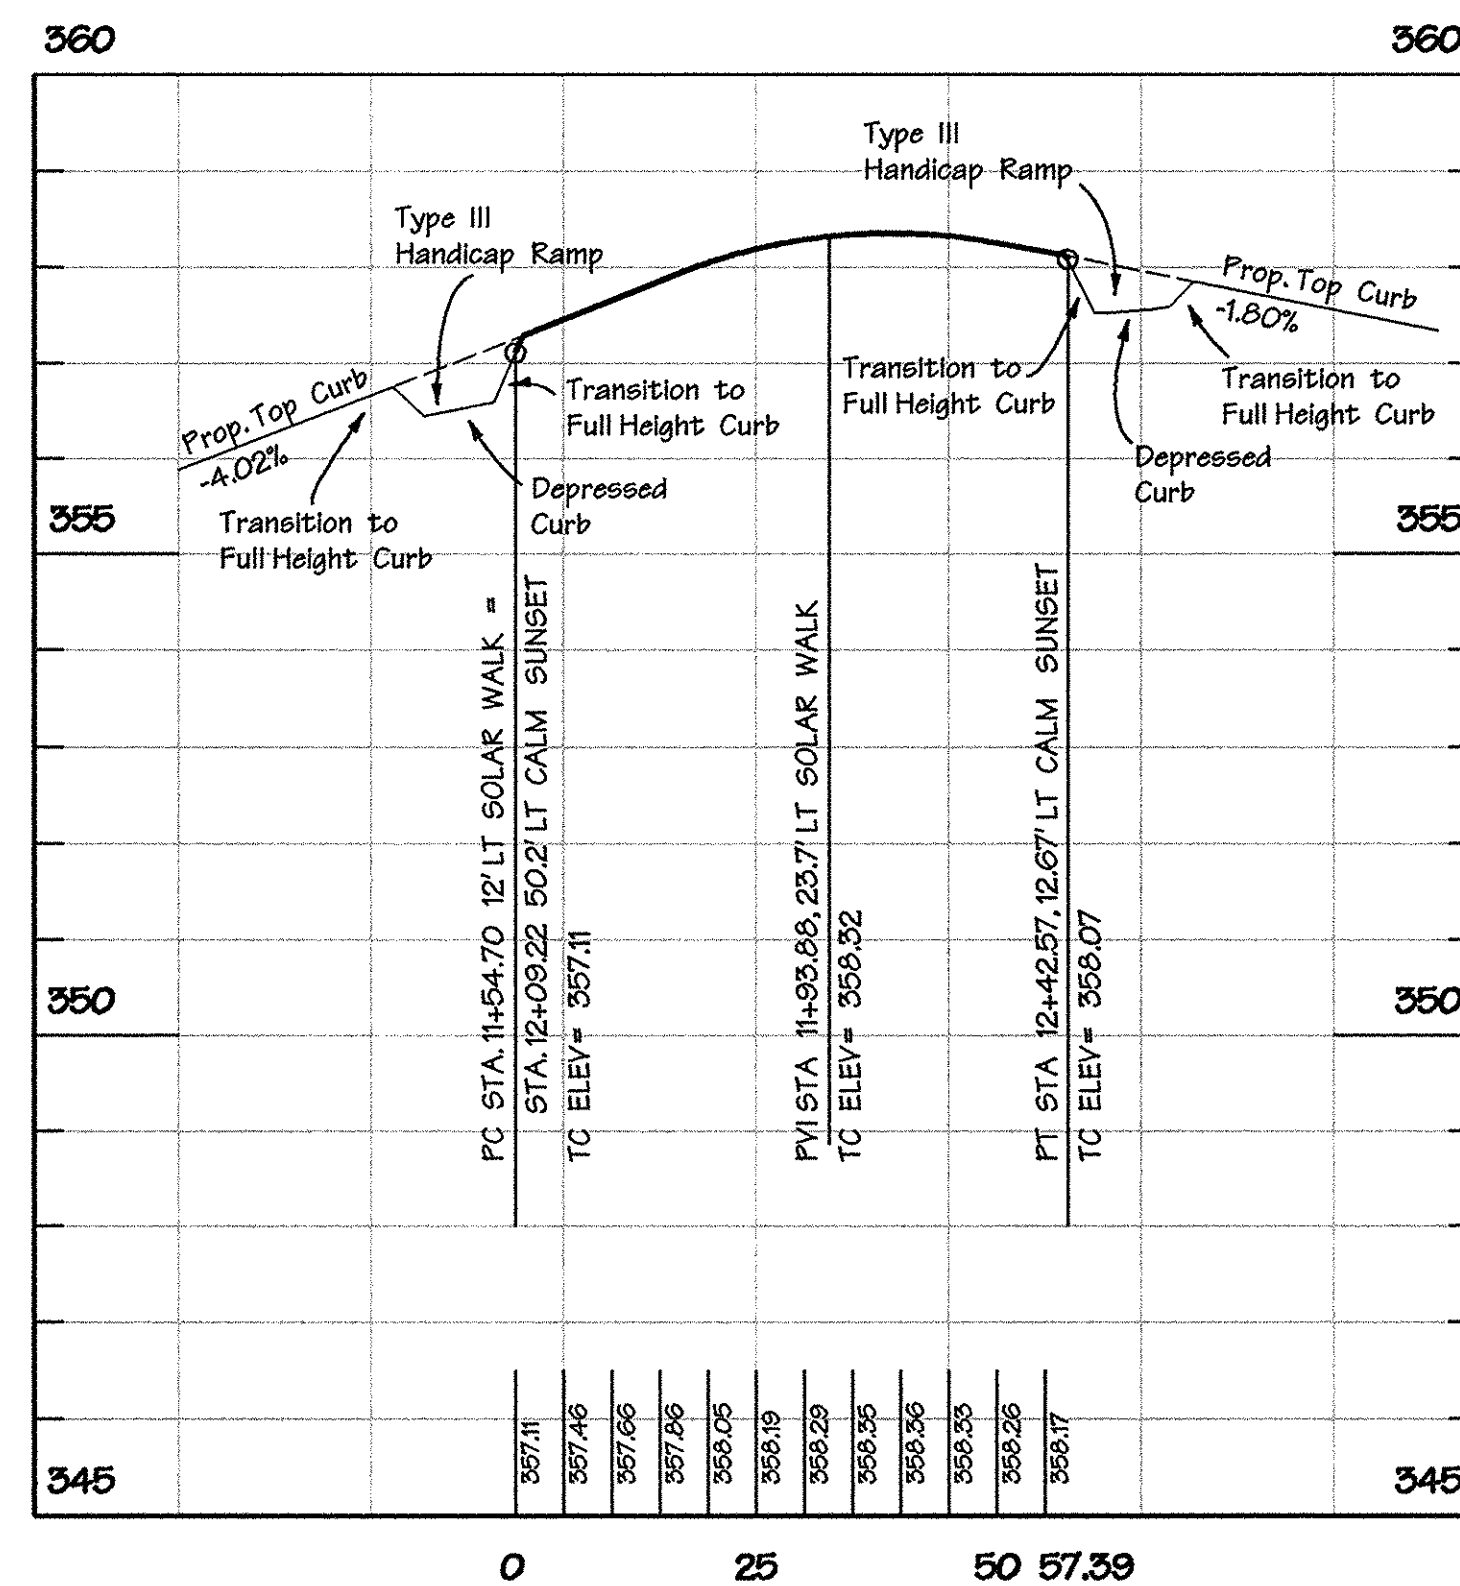 360
360
Type III
Handicap Ramp
Type III
Handicap Ramp
Prop. Top Curb
-1.80%
Prop. Top Curb
-4.02%
Transition to
Full Height Curb
Transition to
Full Height Curb
Transition to
Full Height Curb
Depressed
Curb
Depressed
Curb
Transition to
Full Height Curb
355
355
PC STA. 11+54.70 12' LT SOLAR WALK =
STA. 12+09.22 50.2' LT CALM SUNSET
TC ELEV= 357.11
PVI STA 11+93.88, 23.7' LT SOLAR WALK
TC ELEV= 358.32
PT STA 12+42.57, 12.67' LT CALM SUNSET
TC ELEV= 358.07
350
350
357.11
357.46
357.66
357.86
358.05
358.19
358.29
358.35
358.36
358.33
358.26
358.17
345
345
0 25 50 57.39